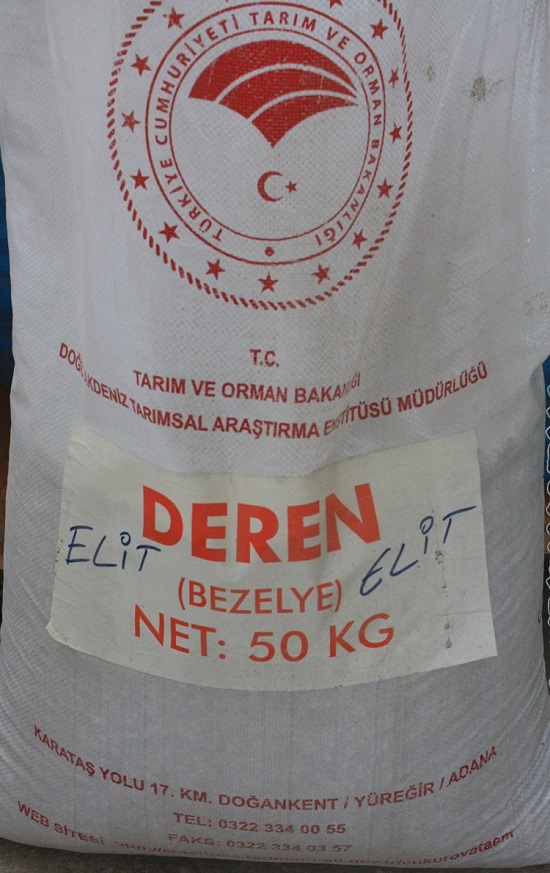 TÜRKİYE CUMHURİYETİ TARIM VE ORMAN BAKANLIĞI
T.C.
TARIM VE ORMAN BAKANLIĞI
DOĞU AKDENİZ TARIMSAL ARAŞTIRMA ENSTİTÜSÜ MÜDÜRLÜĞÜ
DEREN
ELİT
ELİT
(BEZELYE)
NET: 50 KG
KARATAŞ YOLU 17. KM. DOĞANKENT / YÜREĞİR / ADANA
TEL: 0322 334 00 55
FAKS: 0322 334 03 57
WEB SİTESİ